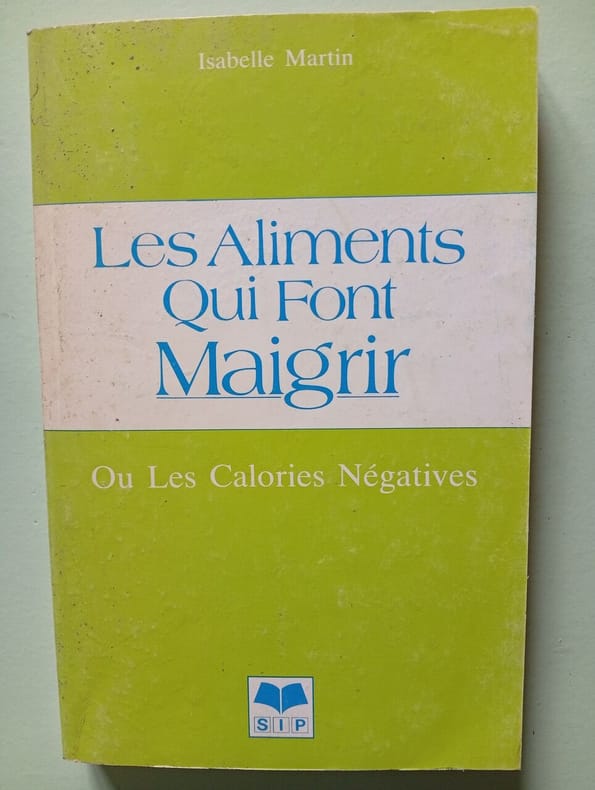 Isabelle Martin
Les Aliments
Qui Font
Maigrir
Ou Les Calories Négatives
SIP